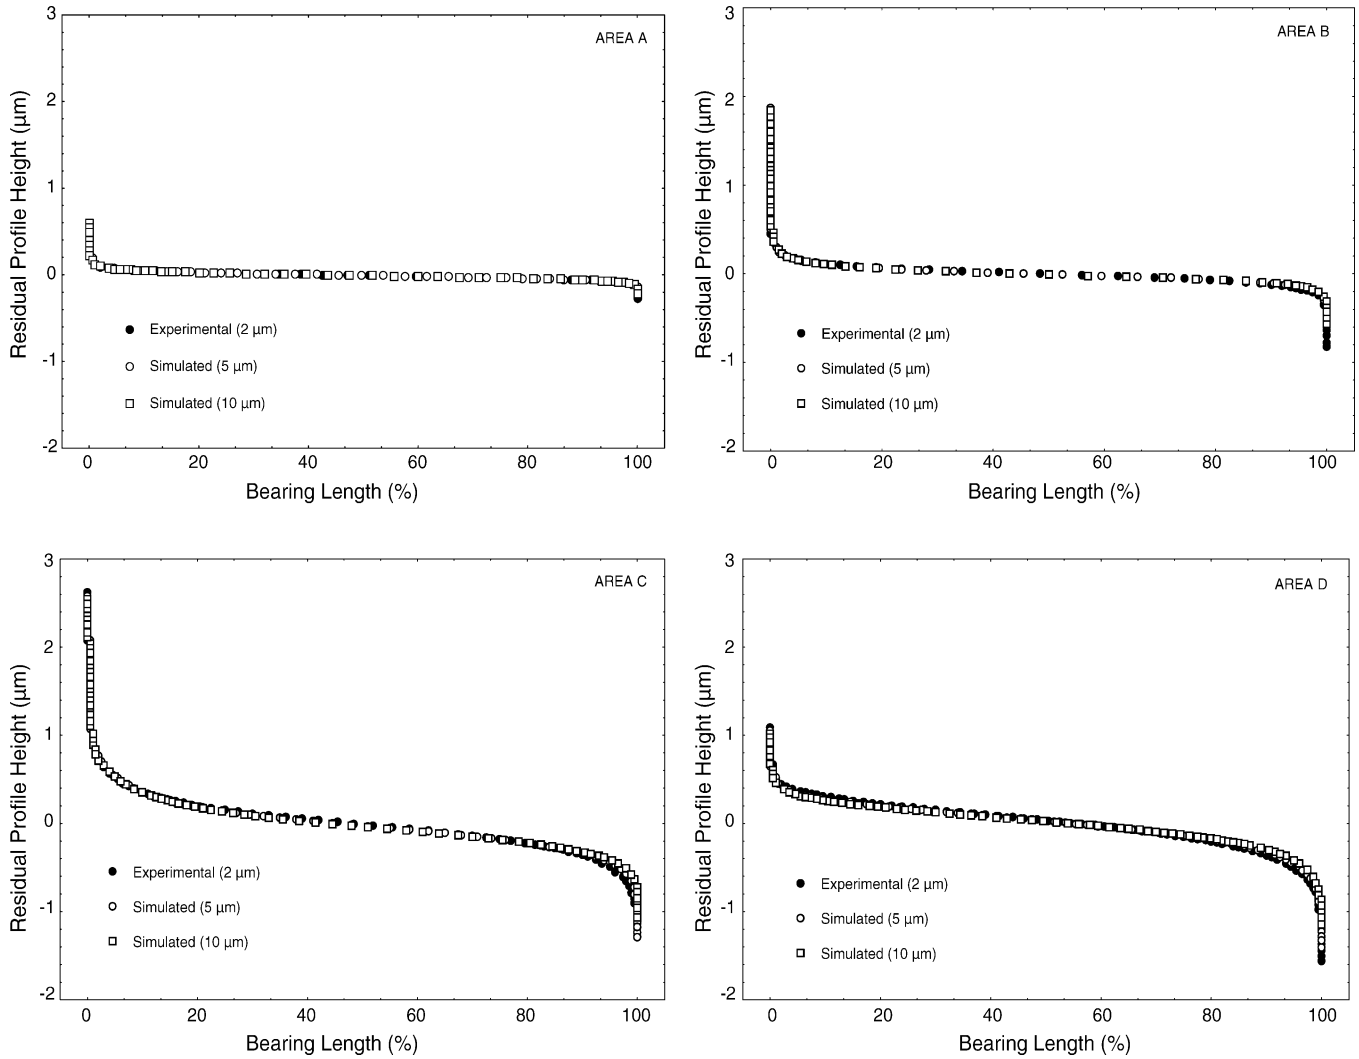 3
AREA A
2
1
0
-1
-2
Residual Profile Height (µm)
Experimental (2 µm)
Simulated (5 µm)
Simulated (10 µm)
0 20 40 60 80 100
Bearing Length (%)
3
AREA B
2
1
0
-1
-2
Residual Profile Height (µm)
Experimental (2 µm)
Simulated (5 µm)
Simulated (10 µm)
0 20 40 60 80 100
Bearing Length (%)
3
AREA C
2
1
0
-1
-2
Residual Profile Height (µm)
Experimental (2 µm)
Simulated (5 µm)
Simulated (10 µm)
0 20 40 60 80 100
Bearing Length (%)
3
AREA D
2
1
0
-1
-2
Residual Profile Height (µm)
Experimental (2 µm)
Simulated (5 µm)
Simulated (10 µm)
0 20 40 60 80 100
Bearing Length (%)